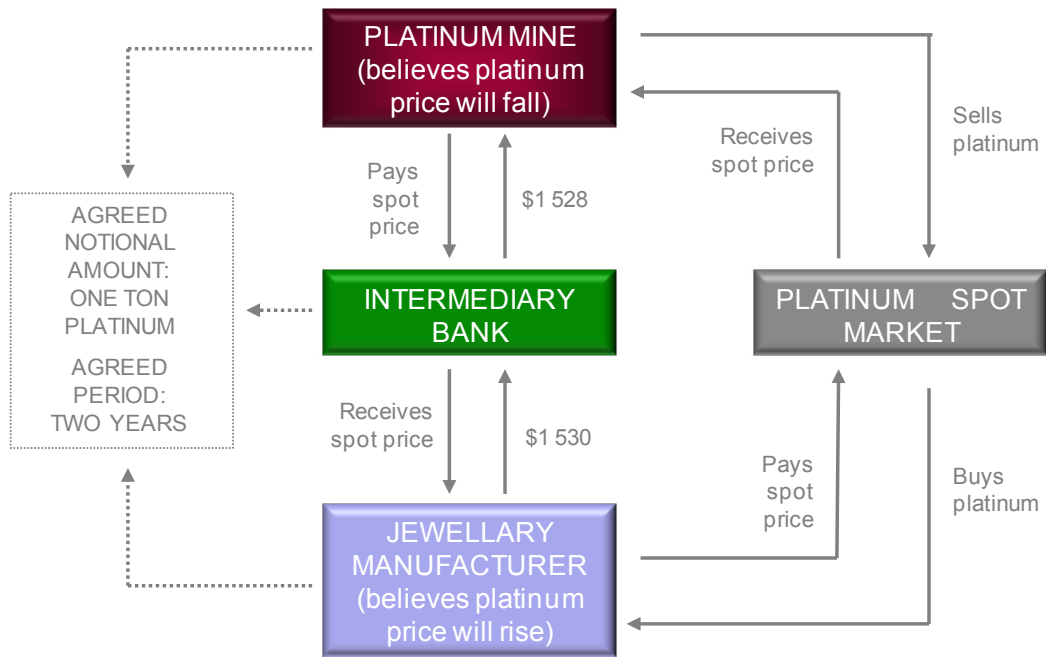 PLATINUM MINE
(believes platinum
price will fall)
Sells
platinum
Receives
spot price
Pays
spot
price
$1 528
AGREED
NOTIONAL
AMOUNT:
ONE TON
PLATINUM
AGREED
PERIOD:
TWO YEARS
INTERMEDIARY
BANK
PLATINUM SPOT
MARKET
Receives
spot price
$1 530
Pays
spot
price
Buys
platinum
JEWELLARY
MANUFACTURER
(believes platinum
price will rise)